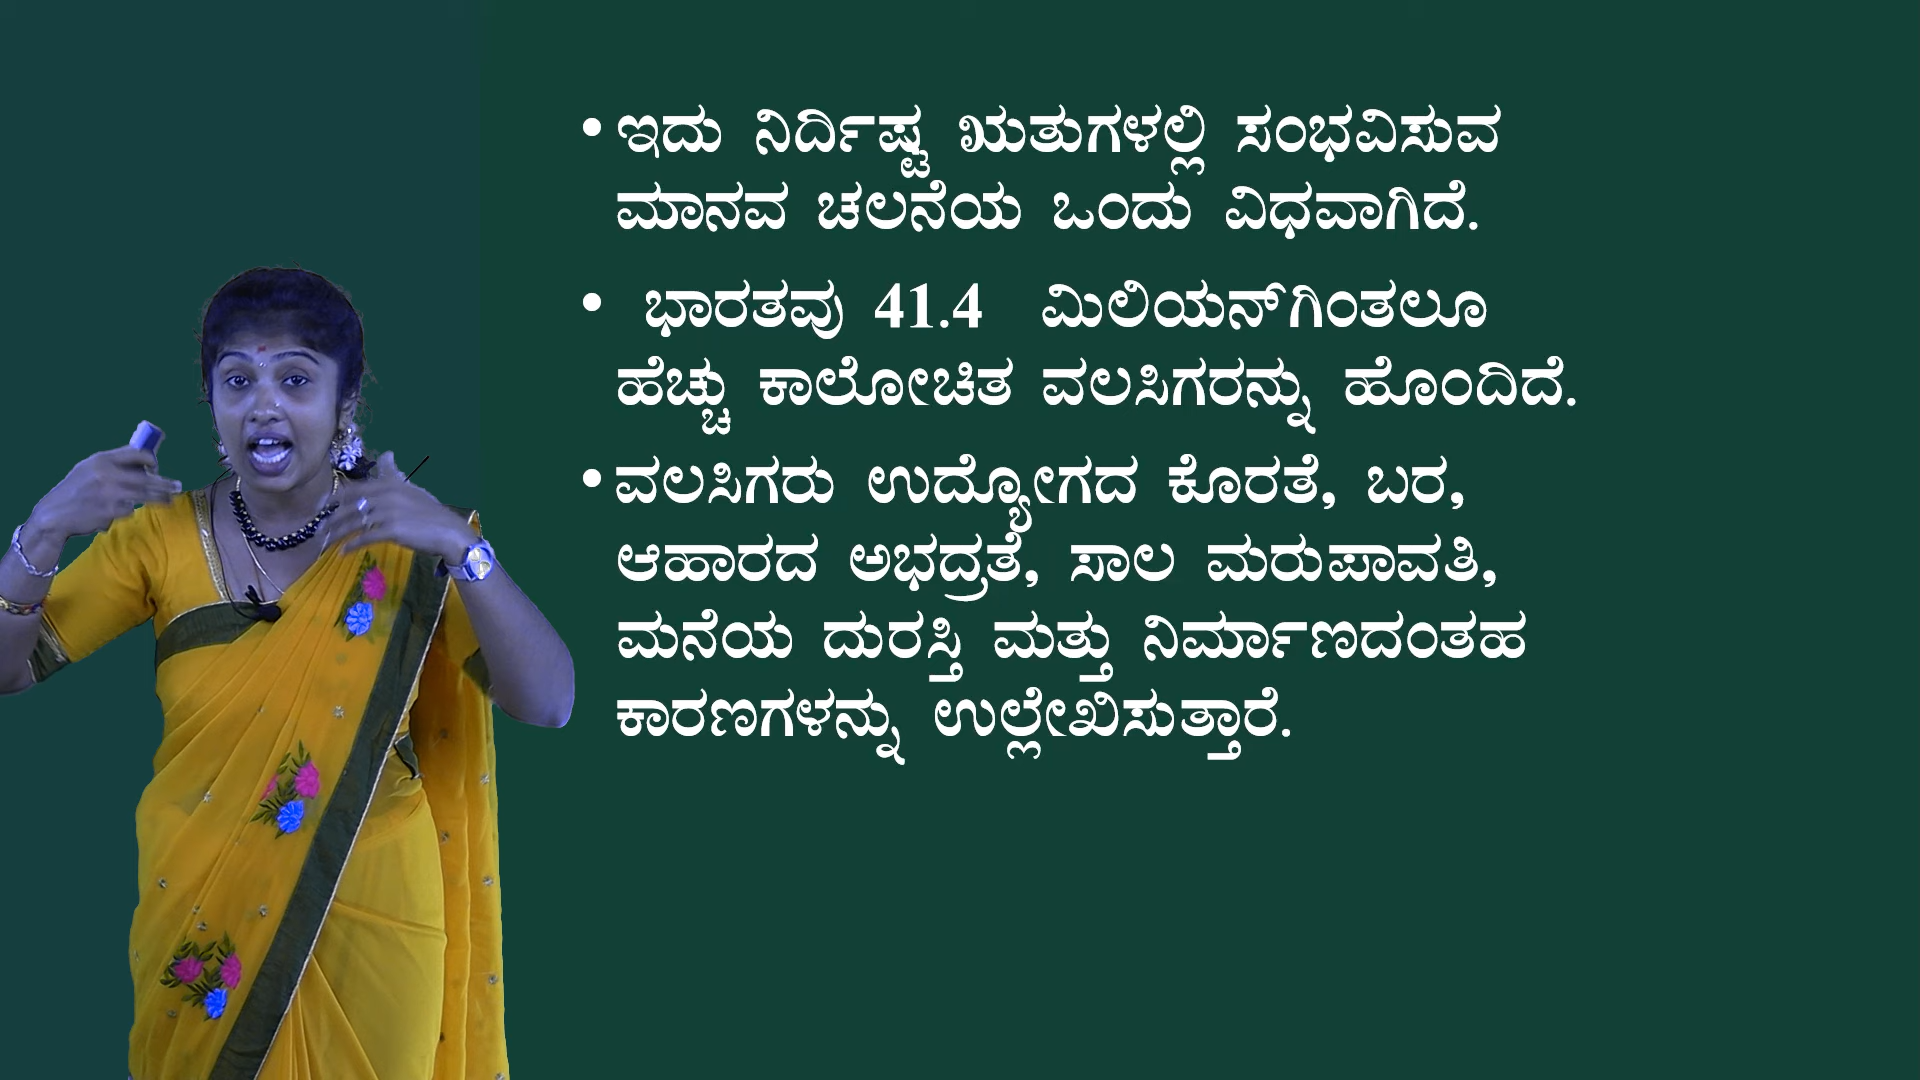 • ಇದು ನಿರ್ದಿಷ್ಟ ಋತುಗಳಲ್ಲಿ ಸಂಭವಿಸುವ
ಮಾನವ ಚಲನೆಯ ಒಂದು ವಿಧವಾಗಿದೆ.
• ಭಾರತವು 41.4 ಮಿಲಿಯನ್‌ಗಿಂತಲೂ
ಹೆಚ್ಚು ಕಾಲೋಚಿತ ವಲಸಿಗರನ್ನು ಹೊಂದಿದೆ.
• ವಲಸಿಗರು ಉದ್ಯೋಗದ ಕೊರತೆ, ಬರ,
ಆಹಾರದ ಅಭದ್ರತೆ, ಸಾಲ ಮರುಪಾವತಿ,
ಮನೆಯ ದುರಸ್ತಿ ಮತ್ತು ನಿರ್ಮಾಣದಂತಹ
ಕಾರಣಗಳನ್ನು ಉಲ್ಲೇಖಿಸುತ್ತಾರೆ.